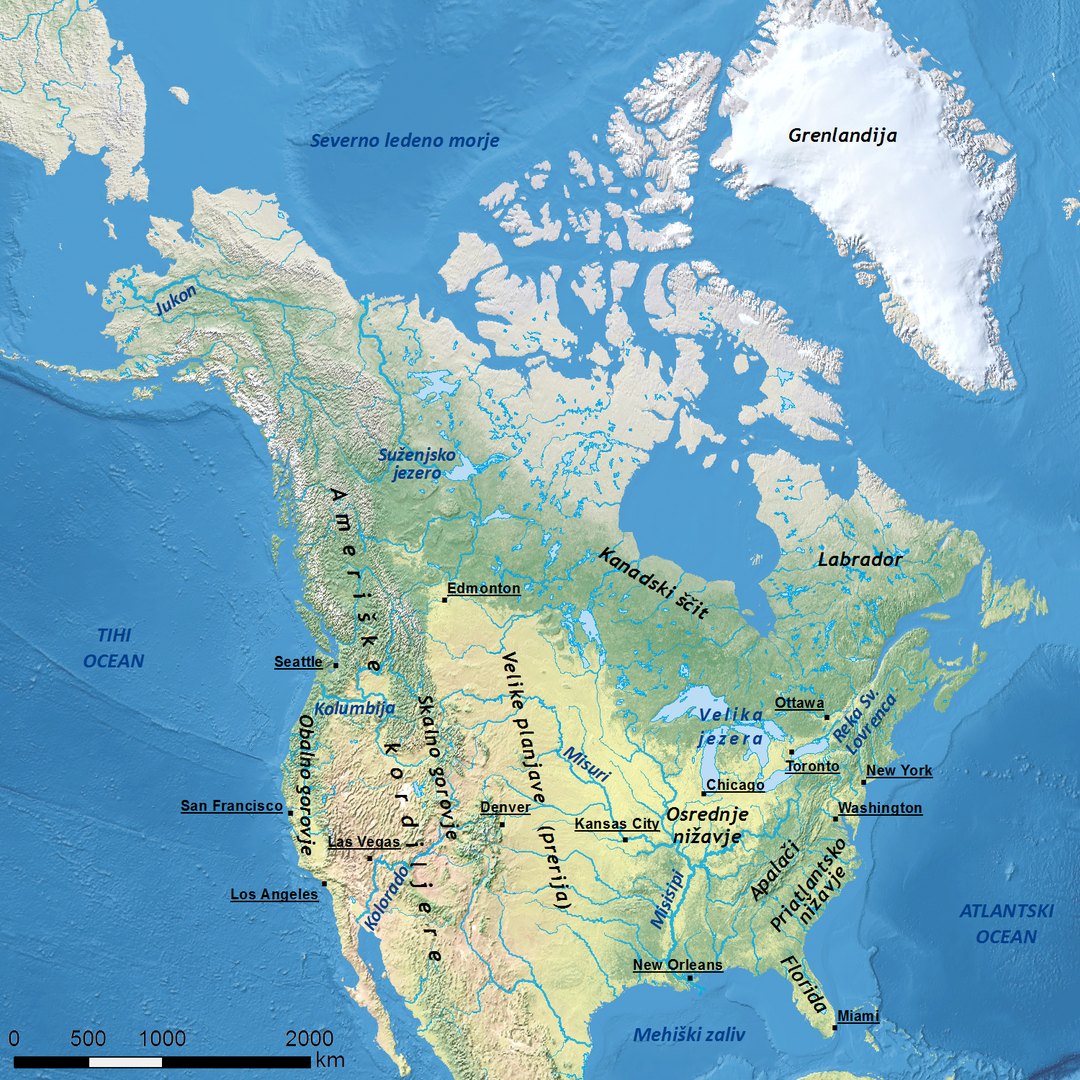 Severno ledeno morje
Grenlandija
Jukon
Suženjsko
jezero
Ameriške
kordiljere
Kanadski ščit
Labrador
Edmonton
TIHI
OCEAN
Seattle
Kolumbija
Obalno gorovje
Skalno gorovje
Velike planjave (prerija)
Misuri
Velika
jezera
Ottawa
Reka Sv.
Lovrenca
Toronto
New York
Chicago
Washington
San Francisco
Denver
Kansas City
Osrednje
nižavje
Las Vegas
Los Angeles
Kolorado
Misisipi
Apalači
Priatlantsko
nižavje
ATLANTSKI
OCEAN
New Orleans
Florida
Miami
Mehiški zaliv
0 500 1000 2000
km